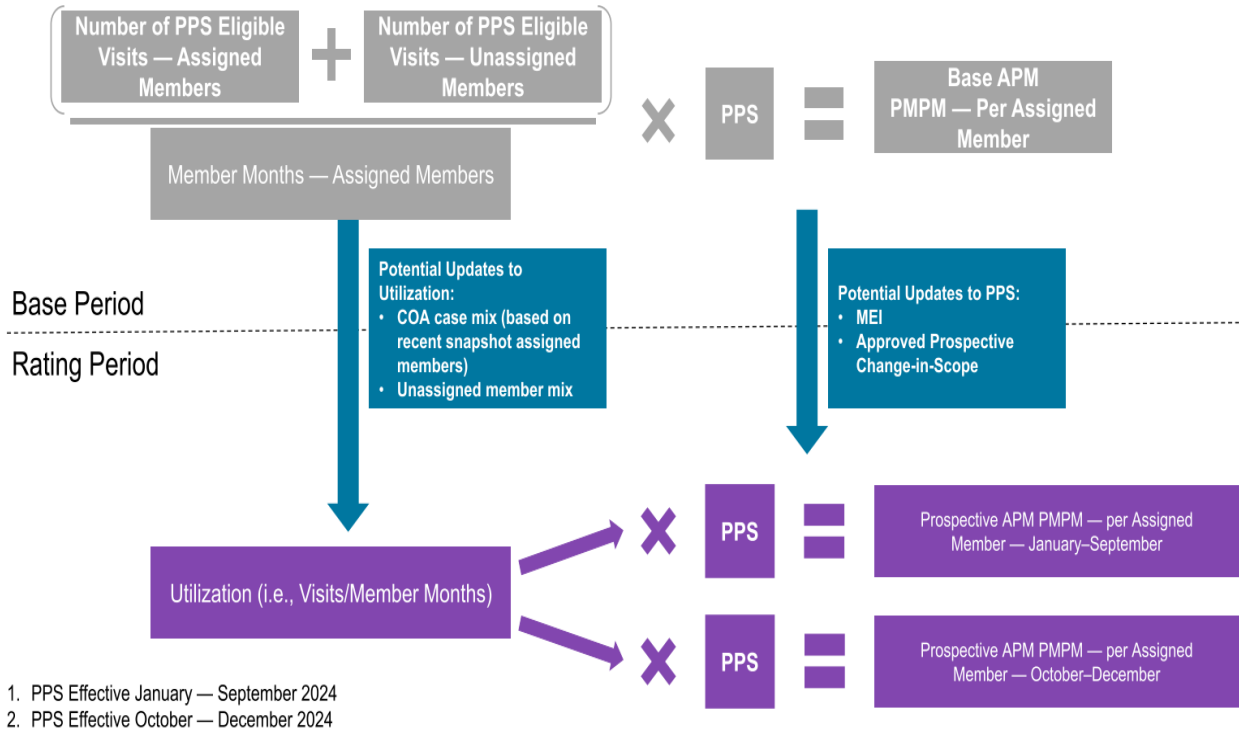 Number of PPS Eligible
Visits — Assigned
Members
+
Number of PPS Eligible
Visits — Unassigned
Members
Member Months — Assigned Members
×
PPS
=
Base APM
PMPM — Per Assigned
Member
Potential Updates to
Utilization:
• COA case mix (based on
recent snapshot assigned
members)
• Unassigned member mix
Potential Updates to PPS:
• MEI
• Approved Prospective
Change-in-Scope
Base Period
Rating Period
Utilization (i.e., Visits/Member Months)
×
PPS
=
Prospective APM PMPM — per Assigned
Member — January–September
×
PPS
=
Prospective APM PMPM — per Assigned
Member — October–December
1. PPS Effective January — September 2024
2. PPS Effective October — December 2024